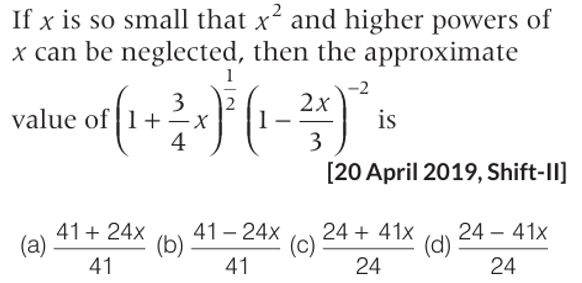 If x is so small that x² and higher powers of
x can be neglected, then the approximate
value of (1 + 3/4 x)^(1/2) (1 − 2x/3)^(−2) is
[20 April 2019, Shift-II]
(a) (41 + 24x)/41 (b) (41 − 24x)/41 (c) (24 + 41x)/24 (d) (24 − 41x)/24